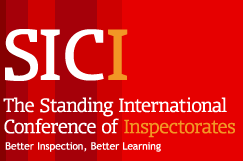 SICI
The Standing International
Conference of Inspectorates
Better Inspection, Better Learning